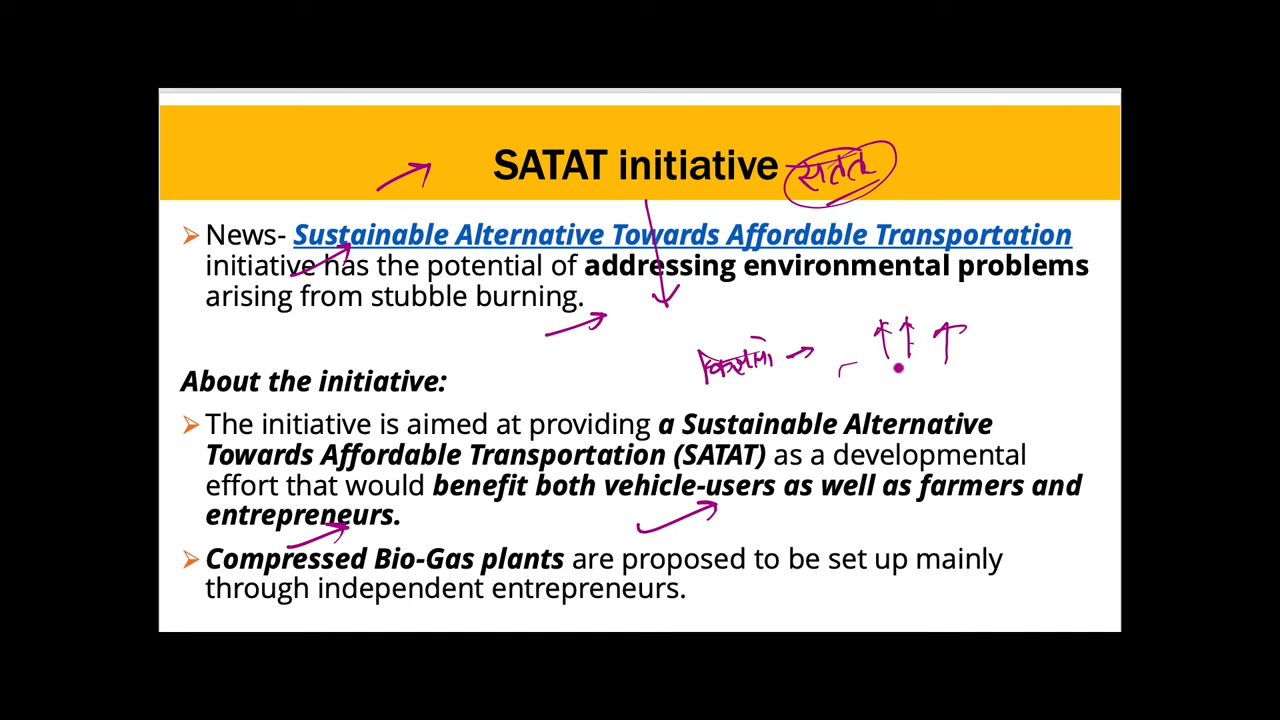 SATAT initiative सतत
➢ News- Sustainable Alternative Towards Affordable Transportation
initiative has the potential of addressing environmental problems
arising from stubble burning.
About the initiative:
➢ The initiative is aimed at providing a Sustainable Alternative
Towards Affordable Transportation (SATAT) as a developmental
effort that would benefit both vehicle-users as well as farmers and
entrepreneurs.
➢ Compressed Bio-Gas plants are proposed to be set up mainly
through independent entrepreneurs.